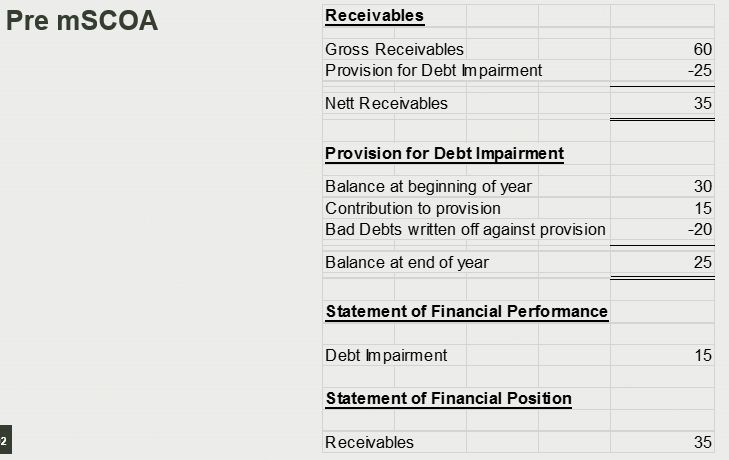 Pre mSCOA
Receivables
Gross Receivables 60
Provision for Debt Impairment -25
Nett Receivables 35
Provision for Debt Impairment
Balance at beginning of year 30
Contribution to provision 15
Bad Debts written off against provision -20
Balance at end of year 25
Statement of Financial Performance
Debt Impairment 15
Statement of Financial Position
Receivables 35
2